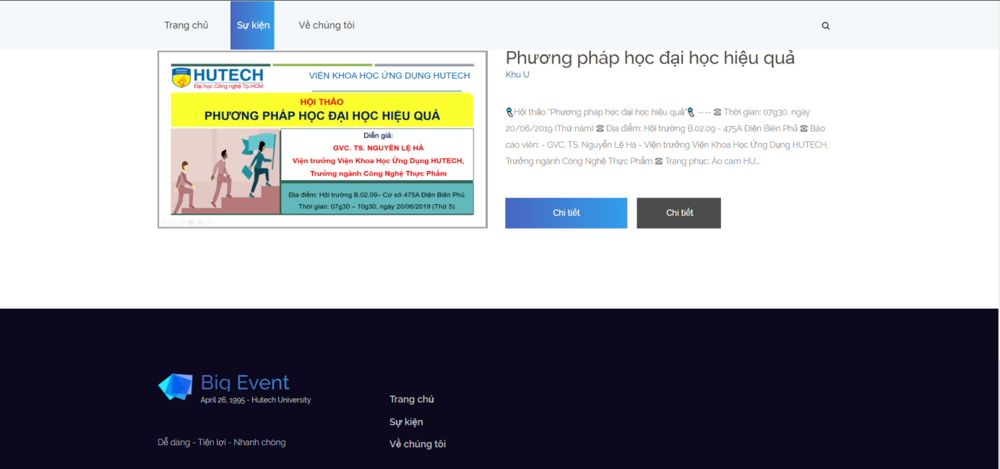 Trang chủ
Sự kiện
Về chúng tôi
HUTECH
Đại học Công nghệ Tp.HCM
VIỆN KHOA HỌC ỨNG DỤNG HUTECH
HỘI THẢO
PHƯƠNG PHÁP HỌC ĐẠI HỌC HIỆU QUẢ
Diễn giả:
GVC. TS. NGUYỄN LỆ HÀ
Viện trưởng Viện Khoa Học Ứng Dụng HUTECH,
Trưởng ngành Công Nghệ Thực Phẩm
Địa điểm: Hội trường B.02.09– Cơ sở 475A Điện Biên Phủ
Thời gian: 07g30 – 10g30, ngày 20/06/2019 (Thứ 5)
Phương pháp học đại học hiệu quả
Khu U
🎙Hội thảo "Phương pháp học đại học hiệu quả"🎙 ---- ☎ Thời gian: 07g30, ngày
20/06/2019 (Thứ năm) ☎ Địa điểm: Hội trường B.02.09 - 475A Điện Biên Phủ ☎ Báo
cáo viên: - GVC. TS. Nguyễn Lệ Hà - Viện trưởng Viện Khoa Học Ứng Dụng HUTECH,
Trưởng ngành Công Nghệ Thực Phẩm ☎ Trang phục: Áo cam HU...
Chi tiết
Chi tiết
Big Event
April 26, 1995 - Hutech University
Dễ dàng - Tiện lợi - Nhanh chóng
Trang chủ
Sự kiện
Về chúng tôi